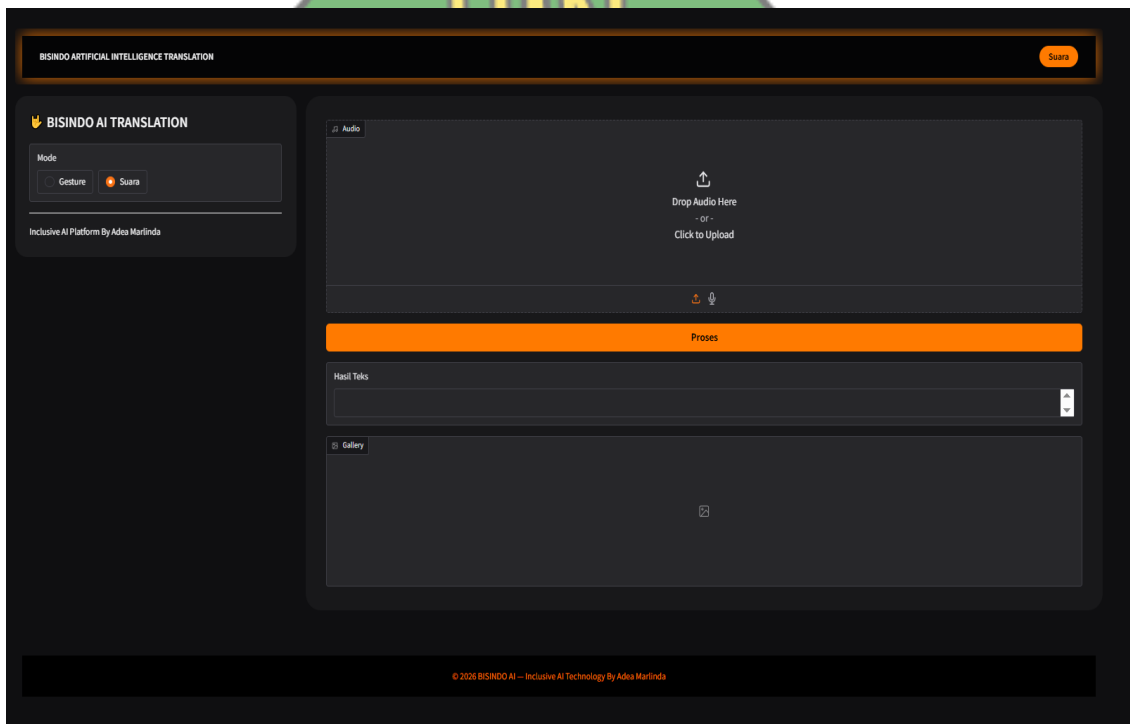 BISINDO ARTIFICIAL INTELLIGENCE TRANSLATION
Suara
🤟 BISINDO AI TRANSLATION
Mode
Gesture
Suara
Inclusive AI Platform By Adea Marlinda
Audio
Drop Audio Here
- or -
Click to Upload
Proses
Hasil Teks
Gallery
© 2026 BISINDO AI — Inclusive AI Technology By Adea Marlinda